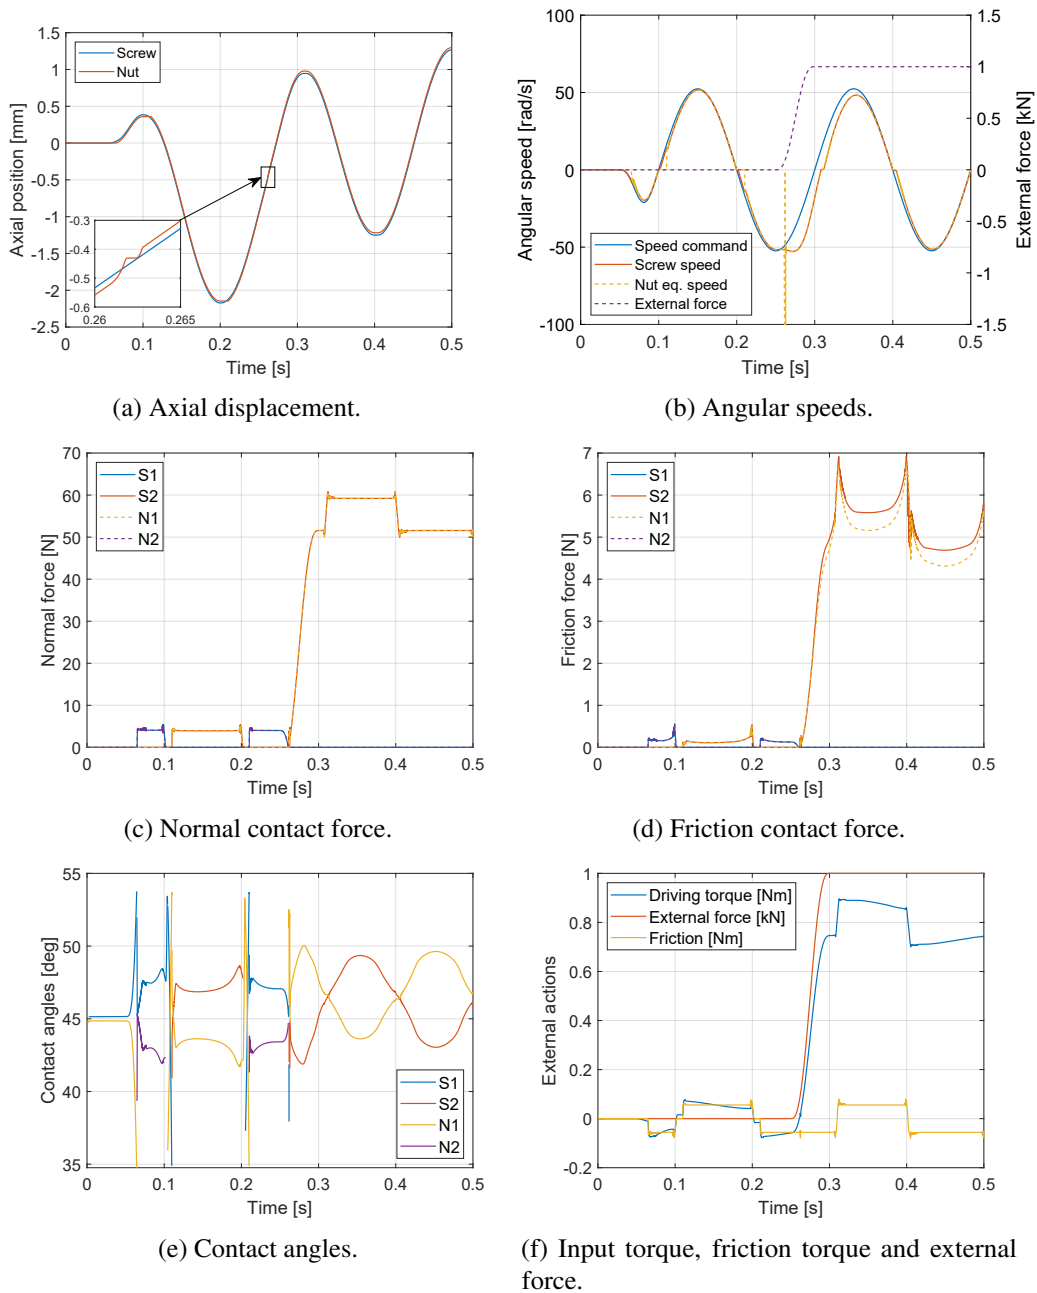 1.5
1
0.5
0
-0.5
-1
-1.5
-2
-2.5
Axial position [mm]
Screw
Nut
-0.3
-0.4
-0.5
-0.6
0.26 0.265
0 0.1 0.2 0.3 0.4 0.5
Time [s]
(a) Axial displacement.
100
50
0
-50
-100
Angular speed [rad/s]
1.5
1
0.5
0
-0.5
-1
-1.5
External force [kN]
Speed command
Screw speed
Nut eq. speed
External force
0 0.1 0.2 0.3 0.4 0.5
Time [s]
(b) Angular speeds.
70
60
50
40
30
20
10
0
Normal force [N]
S1
S2
N1
N2
0 0.1 0.2 0.3 0.4 0.5
Time [s]
(c) Normal contact force.
7
6
5
4
3
2
1
0
Friction force [N]
S1
S2
N1
N2
0 0.1 0.2 0.3 0.4 0.5
Time [s]
(d) Friction contact force.
55
50
45
40
35
Contact angles [deg]
S1
S2
N1
N2
0 0.1 0.2 0.3 0.4 0.5
Time [s]
(e) Contact angles.
1
0.8
0.6
0.4
0.2
0
-0.2
External actions
Driving torque [Nm]
External force [kN]
Friction [Nm]
0 0.1 0.2 0.3 0.4 0.5
Time [s]
(f) Input torque, friction torque and external
force.